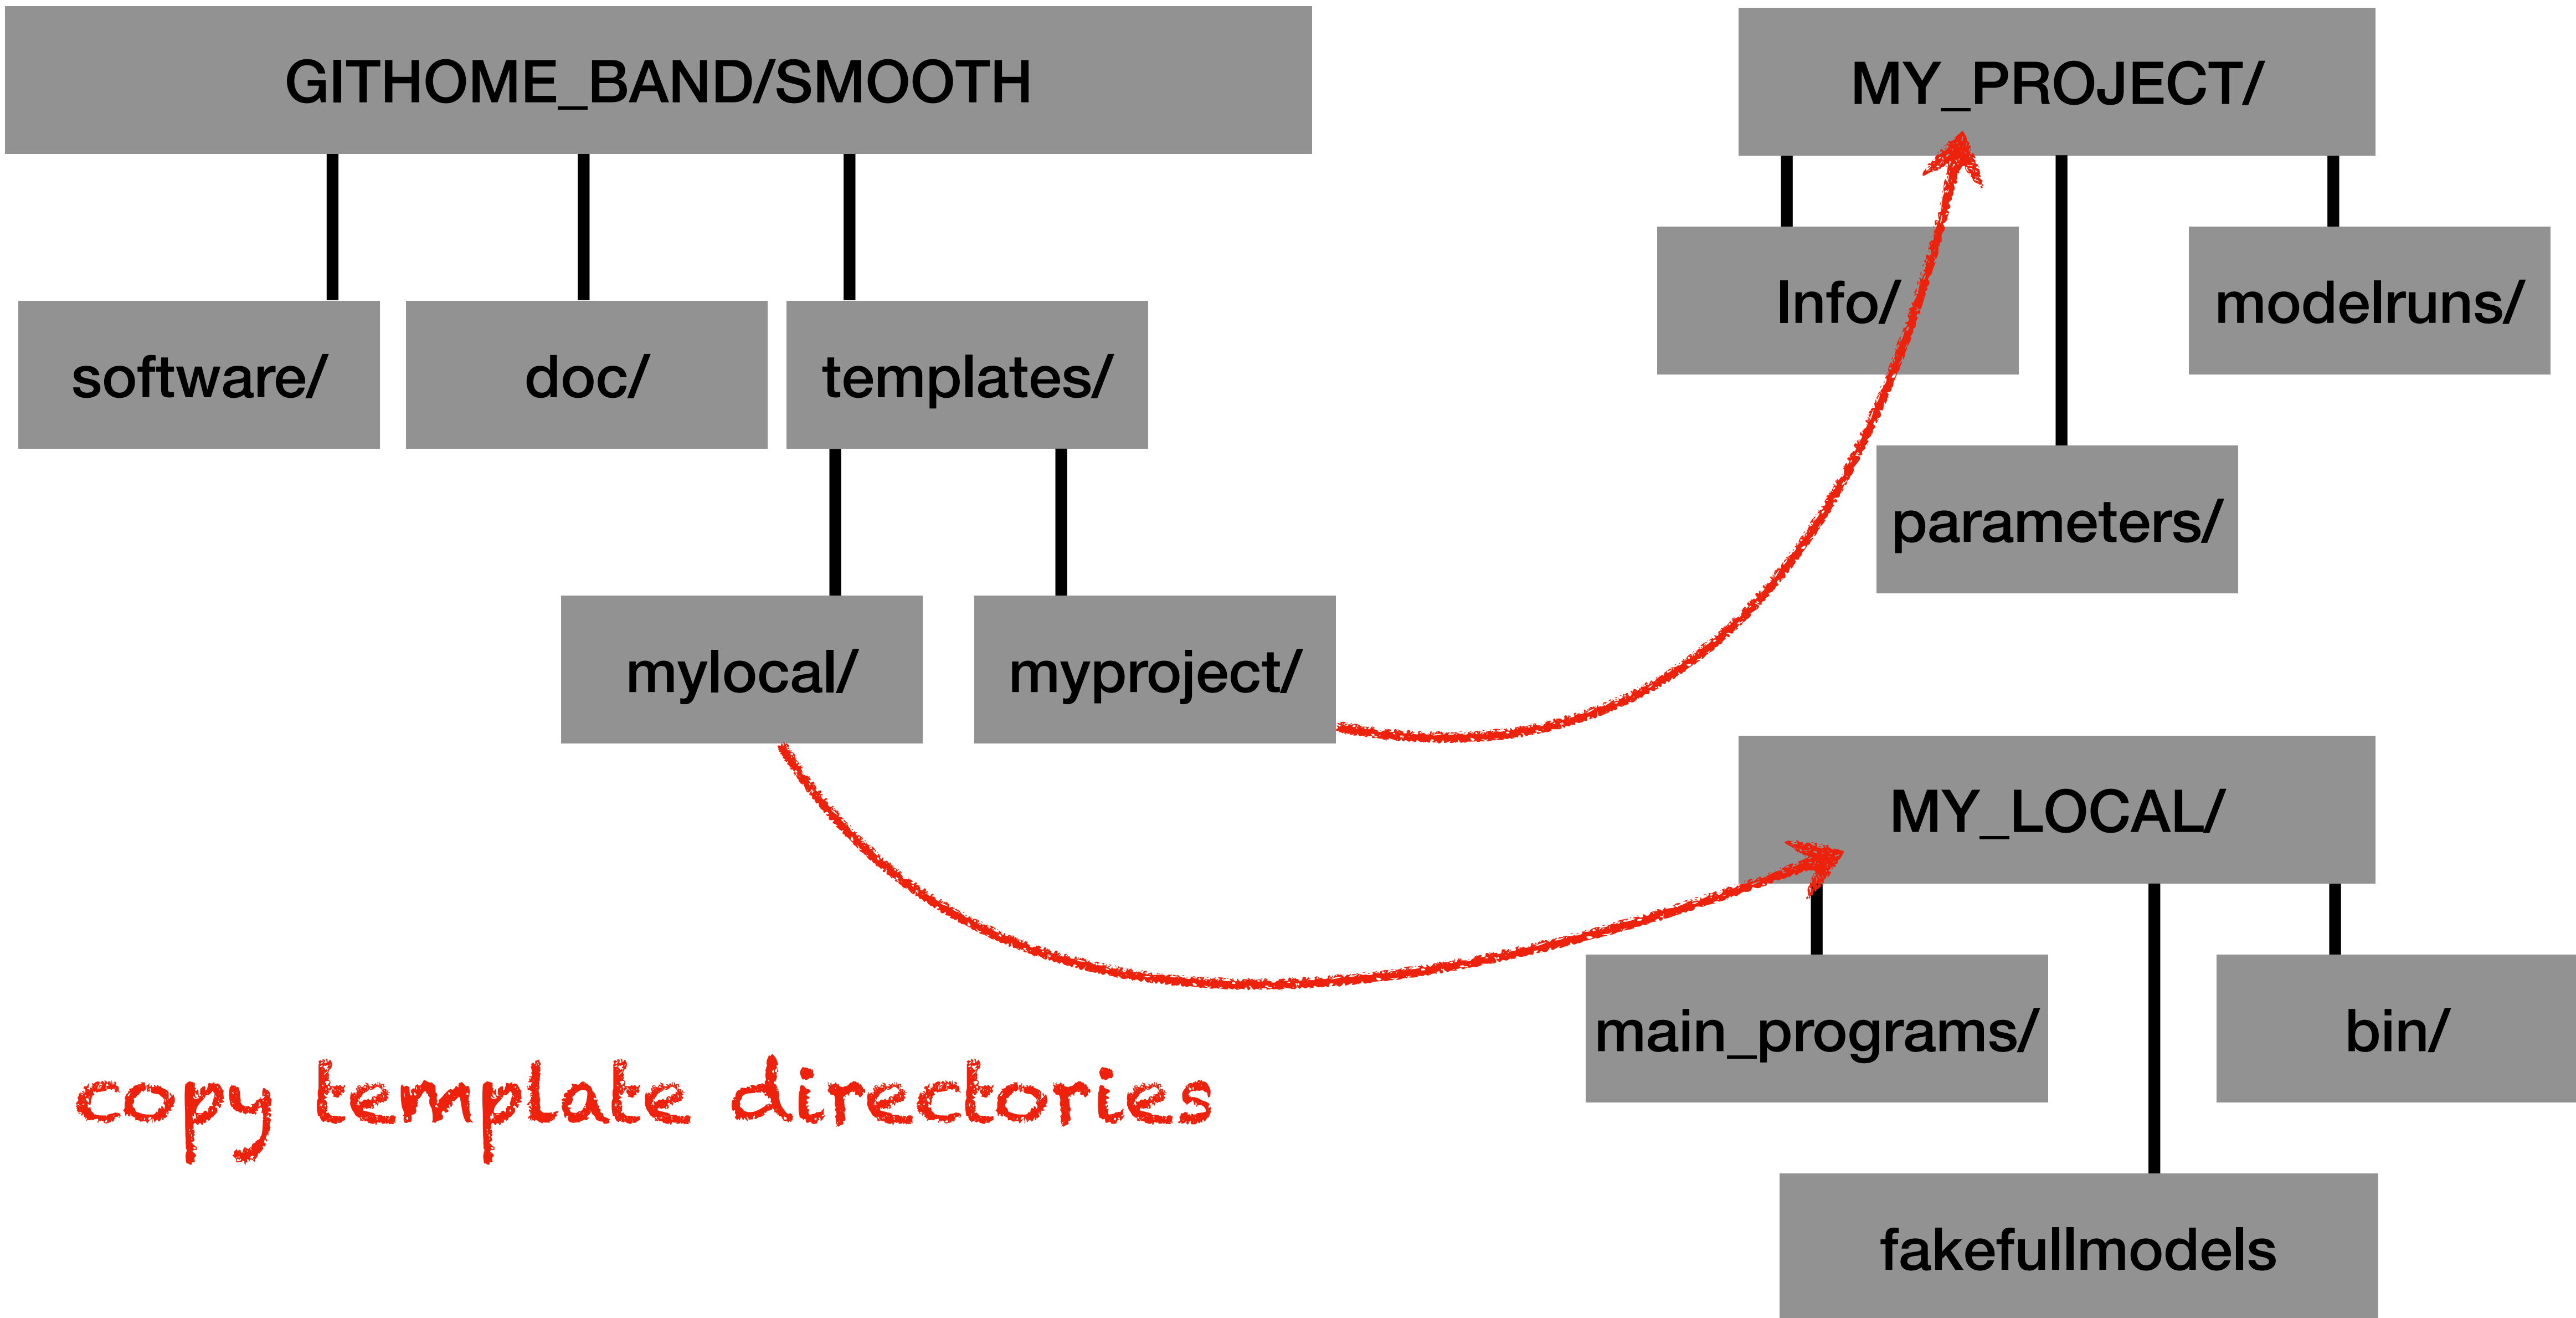 GITHOME_BAND/SMOOTH
software/
doc/
templates/
mylocal/
myproject/
MY_PROJECT/
Info/
modelruns/
parameters/
MY_LOCAL/
main_programs/
bin/
fakefullmodels
copy template directories